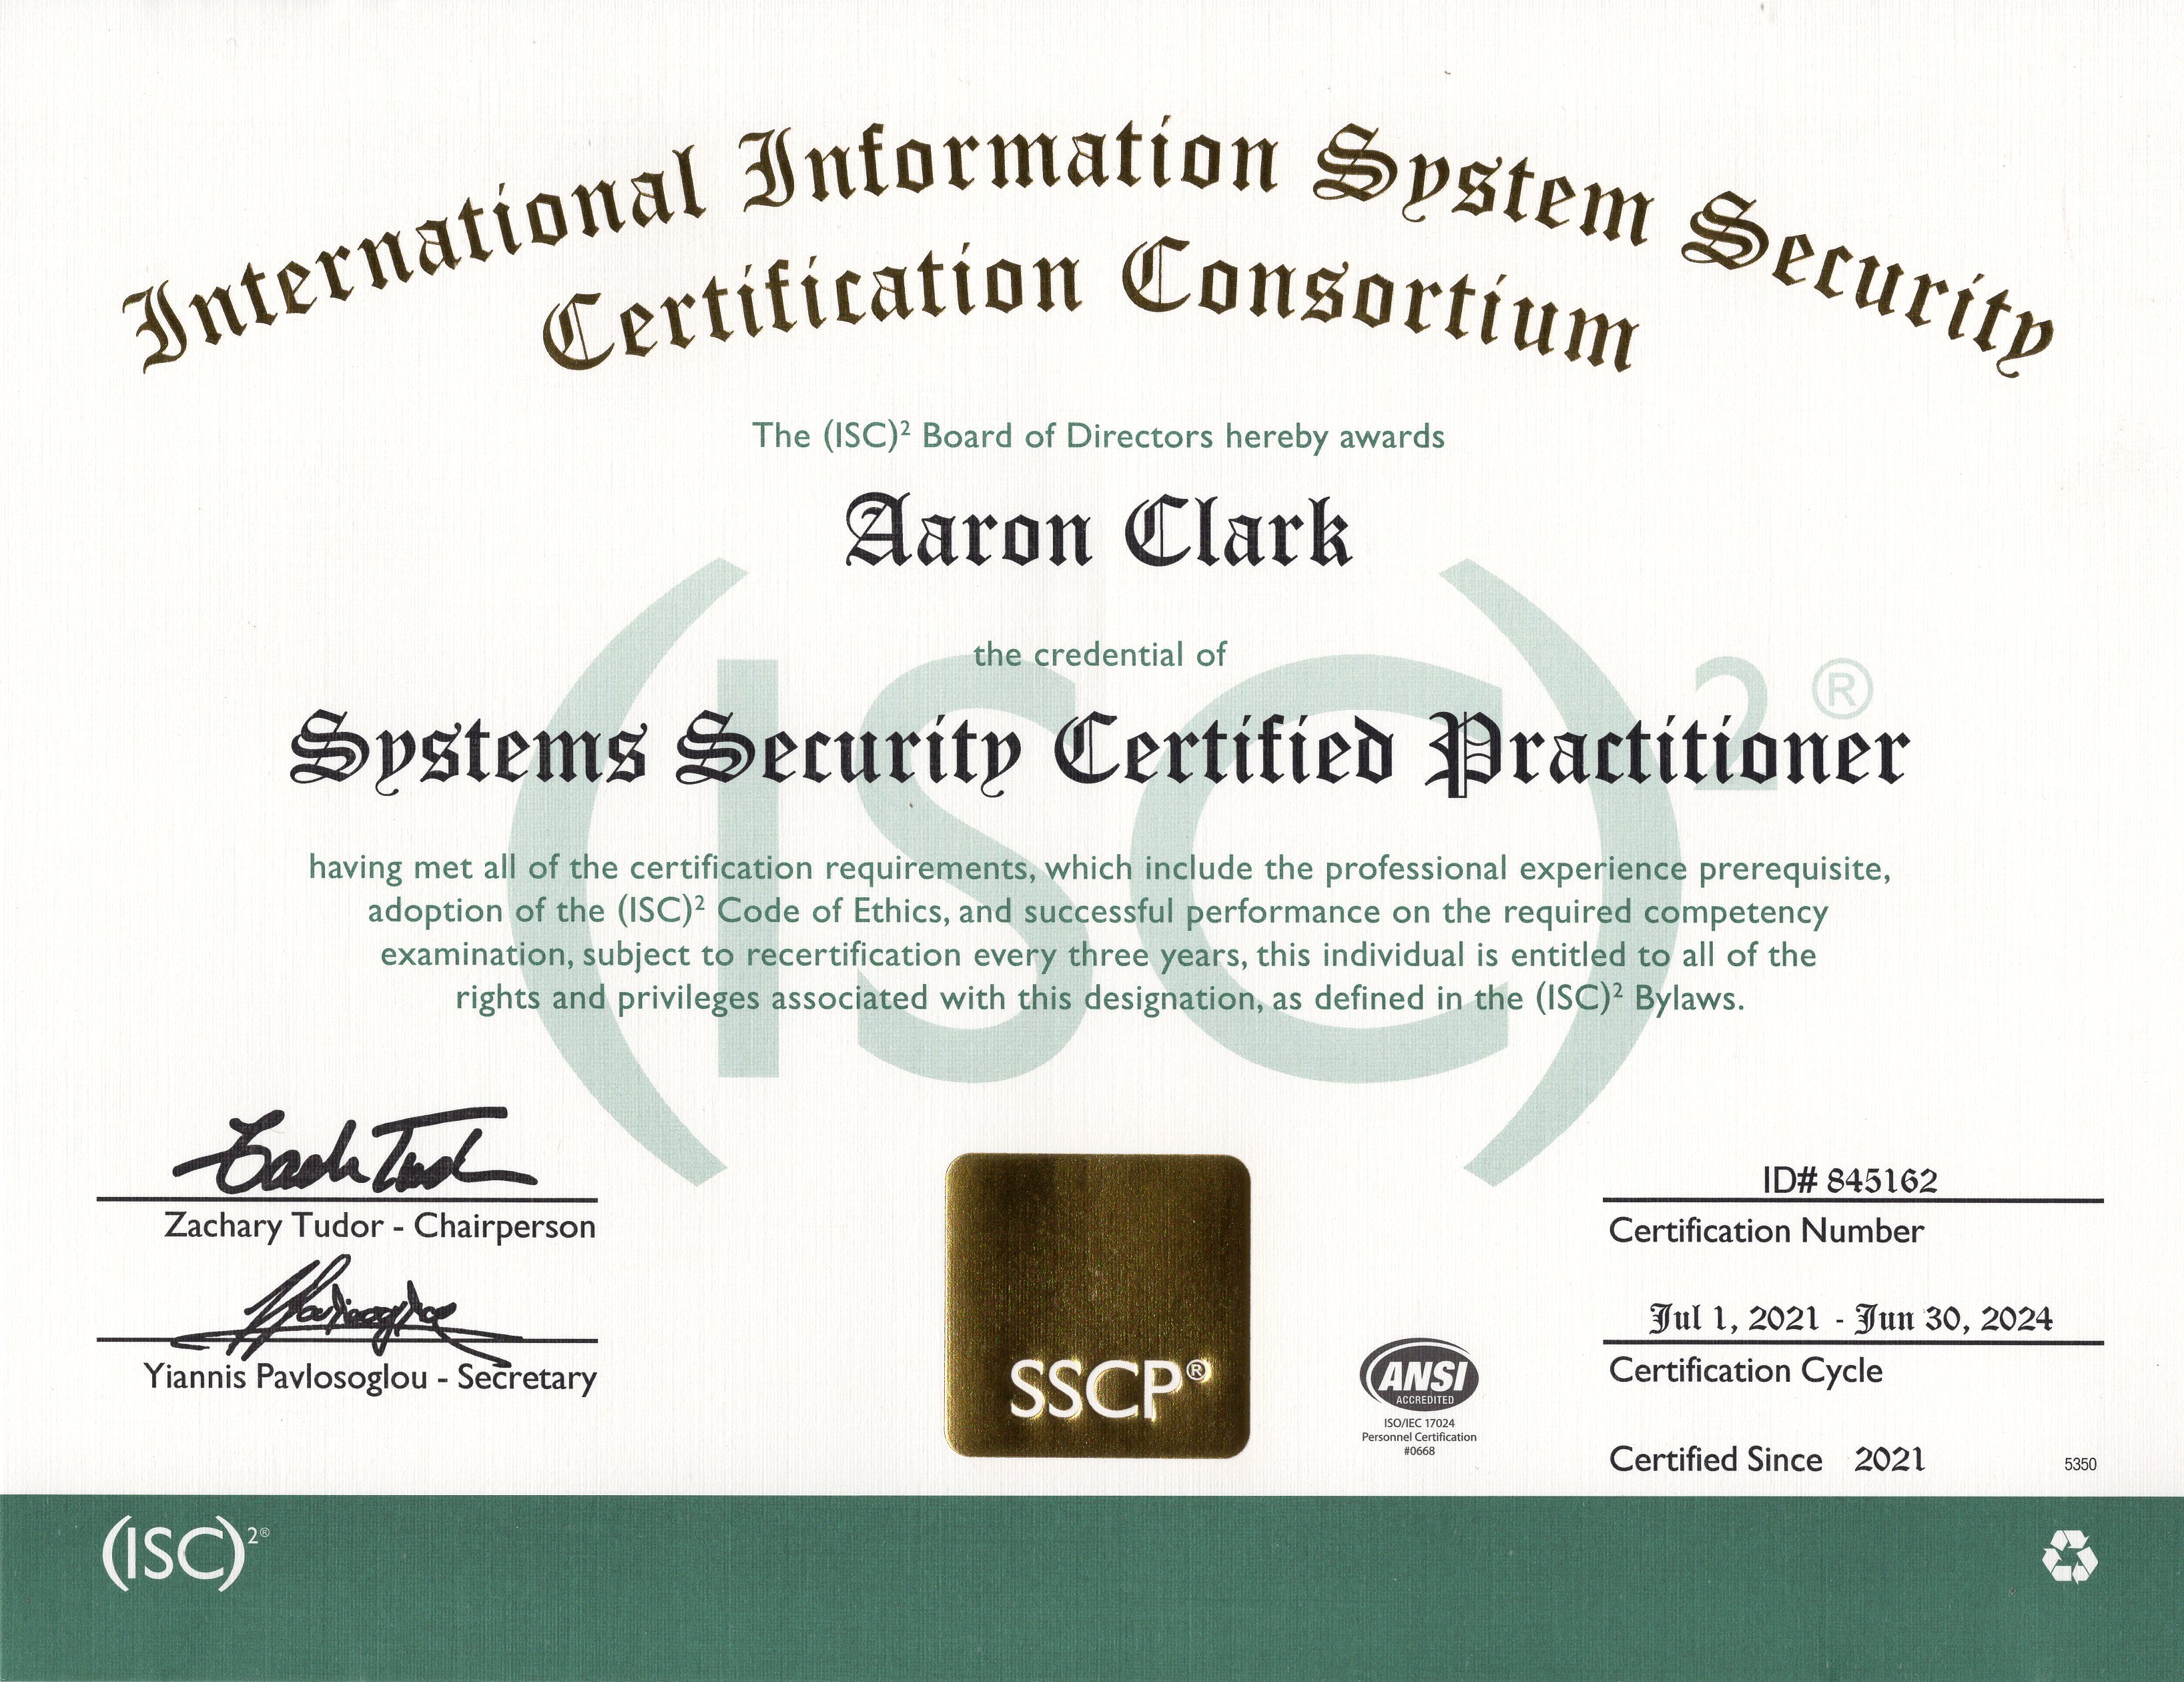 International Information System Security
Certification Consortium
The (ISC)² Board of Directors hereby awards
Aaron Clark
the credential of
Systems Security Certified Practitioner
(ISC)²®
having met all of the certification requirements, which include the professional experience prerequisite,
adoption of the (ISC)² Code of Ethics, and successful performance on the required competency
examination, subject to recertification every three years, this individual is entitled to all of the
rights and privileges associated with this designation, as defined in the (ISC)² Bylaws.
Zach Tudor
Zachary Tudor - Chairperson
Yiannis Pavlosoglou - Secretary
SSCP®
ANSI
ACCREDITED
ISO/IEC 17024
Personnel Certification
#0668
ID# 845162
Certification Number
Jul 1, 2021 - Jun 30, 2024
Certification Cycle
Certified Since 2021
5350
(ISC)²®